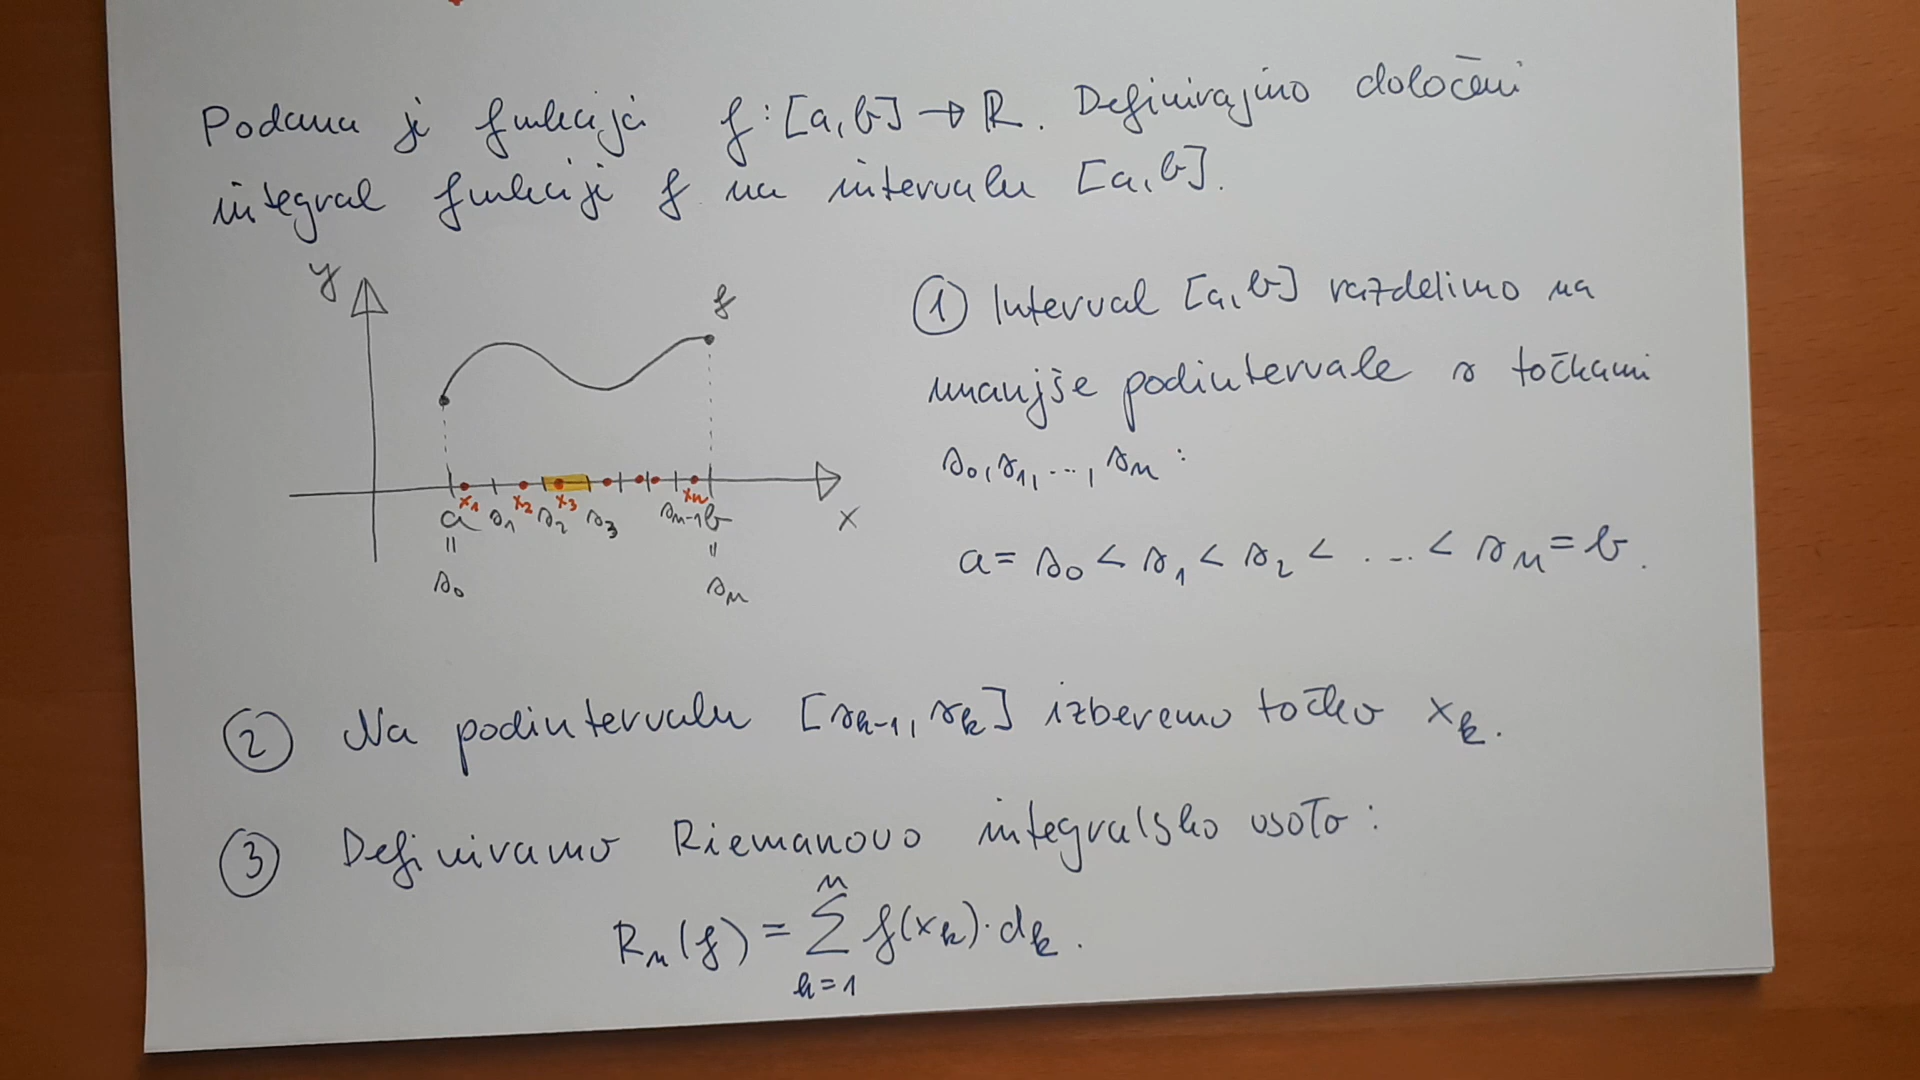 Podana je funkcija f:[a,b]→ℝ. Definirajmo določeni
integral funkcije f na intervalu [a,b].
y
f
x₁ x₂ x₃ xₙ
a s₁ s₂ s₃ sₙ₋₁ b
x
॥ ॥
s₀ sₙ
① Interval [a,b] razdelimo na
manjše podintervale s točkami
s₀,s₁,...,sₙ:
a=s₀<s₁<s₂<....<sₙ=b.
② Na podintervalu [sₖ₋₁,sₖ] izberemo točko xₖ.
③ Definiramo Riemanovo integralsko vsoto:
Rₙ(f) = ∑ₖ₌₁ⁿ f(xₖ)·dₖ.